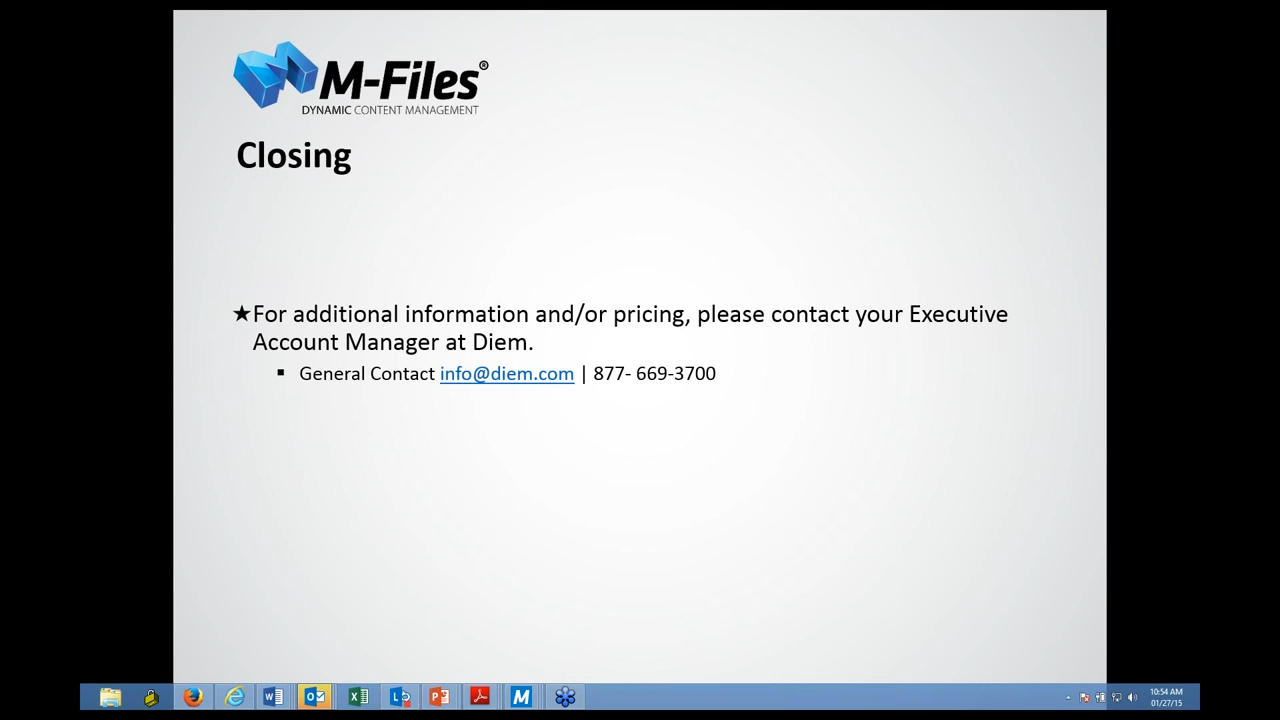 M-Files®
DYNAMIC CONTENT MANAGEMENT
Closing
★For additional information and/or pricing, please contact your Executive
Account Manager at Diem.
▪ General Contact info@diem.com | 877- 669-3700
10:54 AM
01/27/15